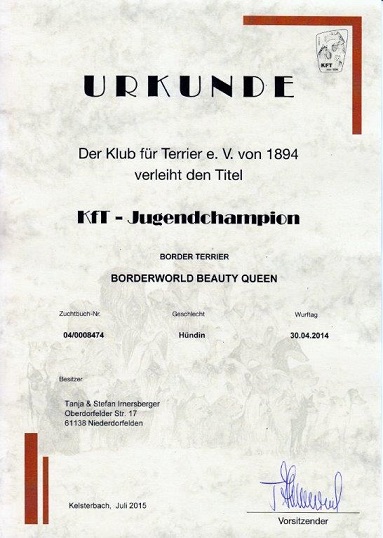 KFT
URKUNDE
Der Klub für Terrier e. V. von 1894
verleiht den Titel
KfT - Jugendchampion
BORDER TERRIER
BORDERWORLD BEAUTY QUEEN
Zuchtbuch-Nr. Geschlecht Wurftag
04/0008474 Hündin 30.04.2014
Besitzer
Tanja & Stefan Irnersberger
Oberdorfelder Str. 17
61138 Niederdorfelden
Kelsterbach, Juli 2015
Vorsitzender